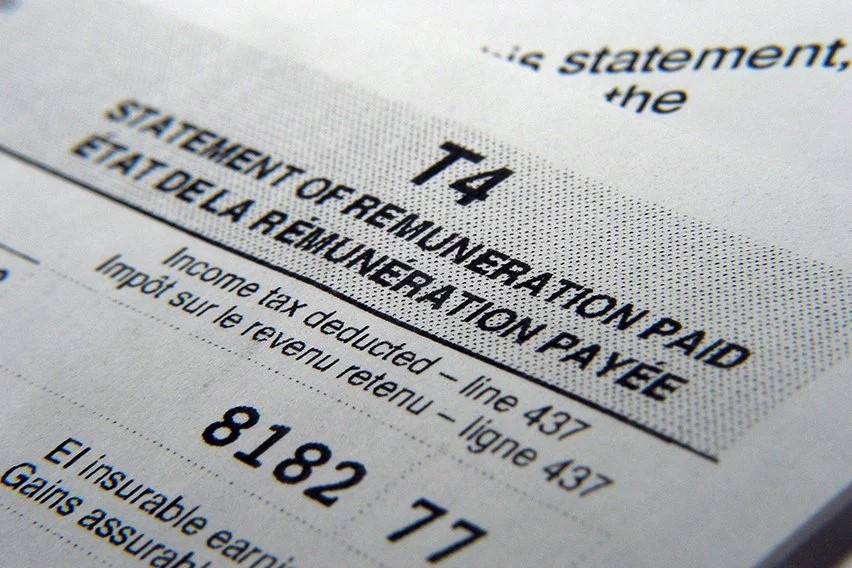 statement,
the
T4
STATEMENT OF REMUNERATION PAID
ÉTAT DE LA RÉMUNÉRATION PAYÉE
Income tax deducted – line 437
Impôt sur le revenu retenu – ligne 437
8182 77
EI insurable
Gains